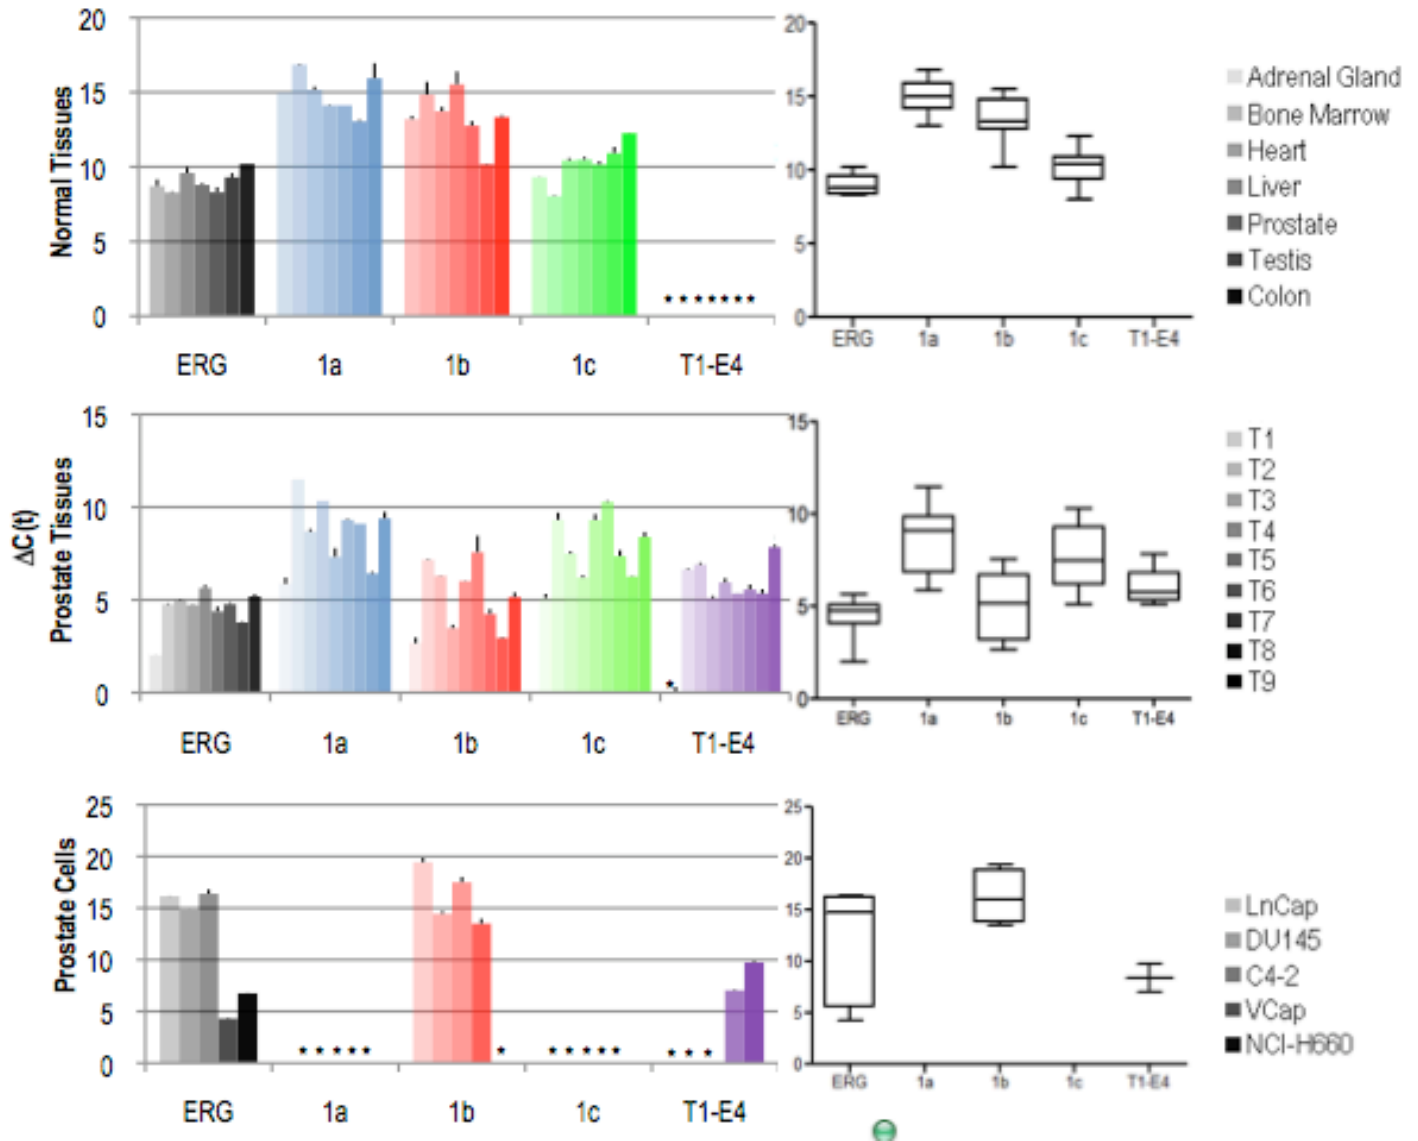 Normal Tissues
20
15
10
5
0
ERG 1a 1b 1c T1-E4
* * * * * * *
20
15
10
5
0
ERG 1a 1b 1c T1-E4
Adrenal Gland
Bone Marrow
Heart
Liver
Prostate
Testis
Colon
ΔC(t)
Prostate Tissues
15
10
5
0
ERG 1a 1b 1c T1-E4
*
15
10
5
0
ERG 1a 1b 1c T1-E4
T1
T2
T3
T4
T5
T6
T7
T8
T9
Prostate Cells
25
20
15
10
5
0
* * * * * * * * * * * * * *
ERG 1a 1b 1c T1-E4
25
20
15
10
5
0
ERG 1a 1b 1c T1-E4
LnCap
DU145
C4-2
VCap
NCI-H660